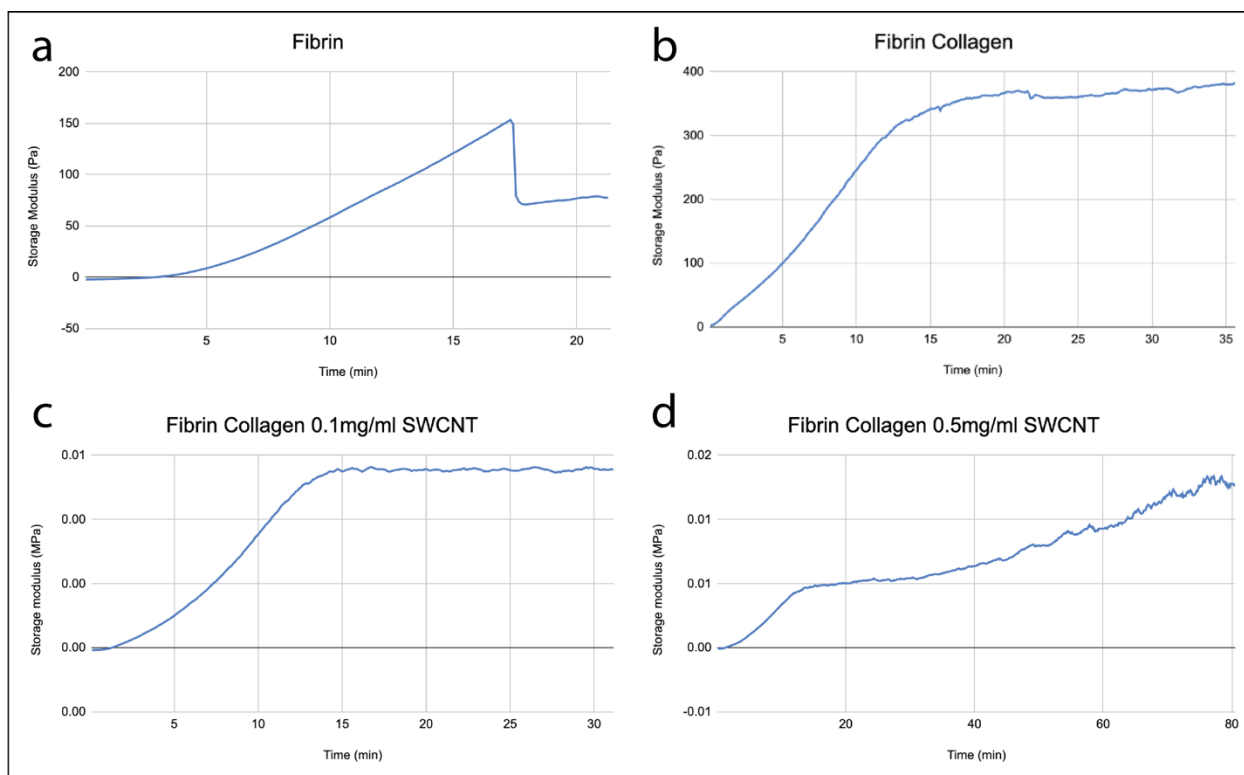 a
Fibrin
200
150
100
50
0
-50
Storage Modulus (Pa)
5
10
15
20
Time (min)
b
Fibrin Collagen
400
300
200
100
0
Storage Modulus (Pa)
5
10
15
20
25
30
35
Time (min)
c
Fibrin Collagen 0.1mg/ml SWCNT
0.01
0.00
0.00
0.00
0.00
Storage modulus (MPa)
5
10
15
20
25
30
Time (min)
d
Fibrin Collagen 0.5mg/ml SWCNT
0.02
0.01
0.01
0.00
-0.01
Storage modulus (MPa)
20
40
60
80
Time (min)